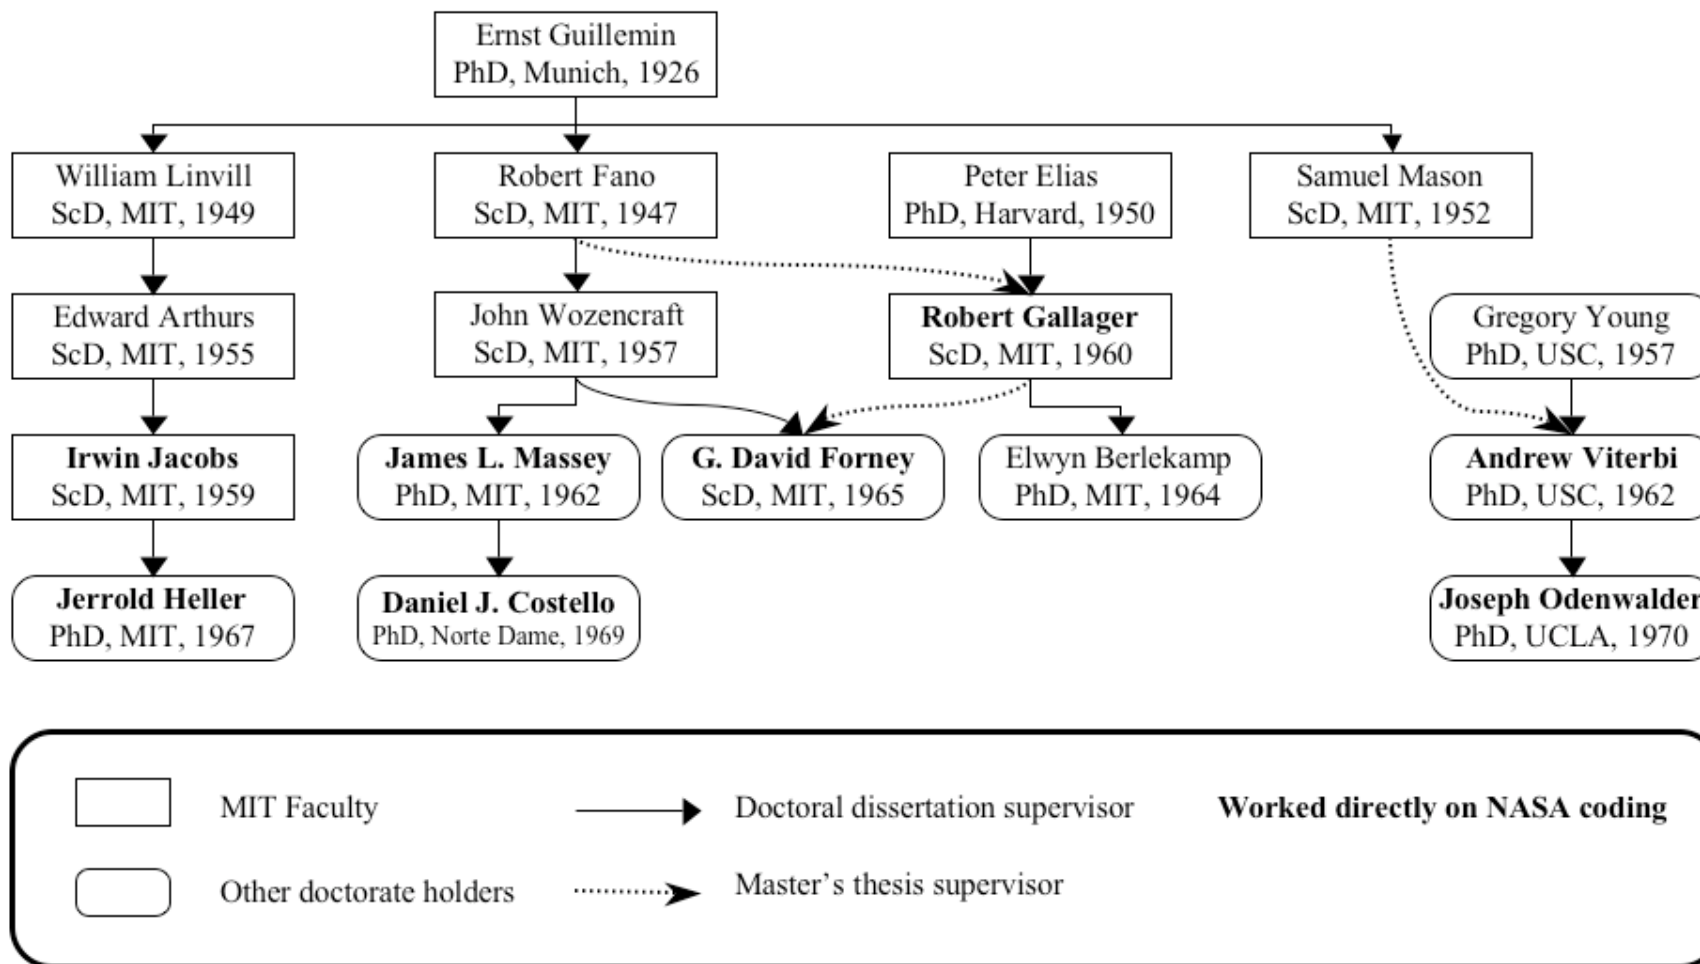 Ernst Guillemin
PhD, Munich, 1926
William Linvill
ScD, MIT, 1949
Robert Fano
ScD, MIT, 1947
Peter Elias
PhD, Harvard, 1950
Samuel Mason
ScD, MIT, 1952
Edward Arthurs
ScD, MIT, 1955
John Wozencraft
ScD, MIT, 1957
Robert Gallager
ScD, MIT, 1960
Gregory Young
PhD, USC, 1957
Irwin Jacobs
ScD, MIT, 1959
James L. Massey
PhD, MIT, 1962
G. David Forney
ScD, MIT, 1965
Elwyn Berlekamp
PhD, MIT, 1964
Andrew Viterbi
PhD, USC, 1962
Jerrold Heller
PhD, MIT, 1967
Daniel J. Costello
PhD, Norte Dame, 1969
Joseph Odenwalder
PhD, UCLA, 1970
MIT Faculty
Doctoral dissertation supervisor
Worked directly on NASA coding
Other doctorate holders
Master's thesis supervisor